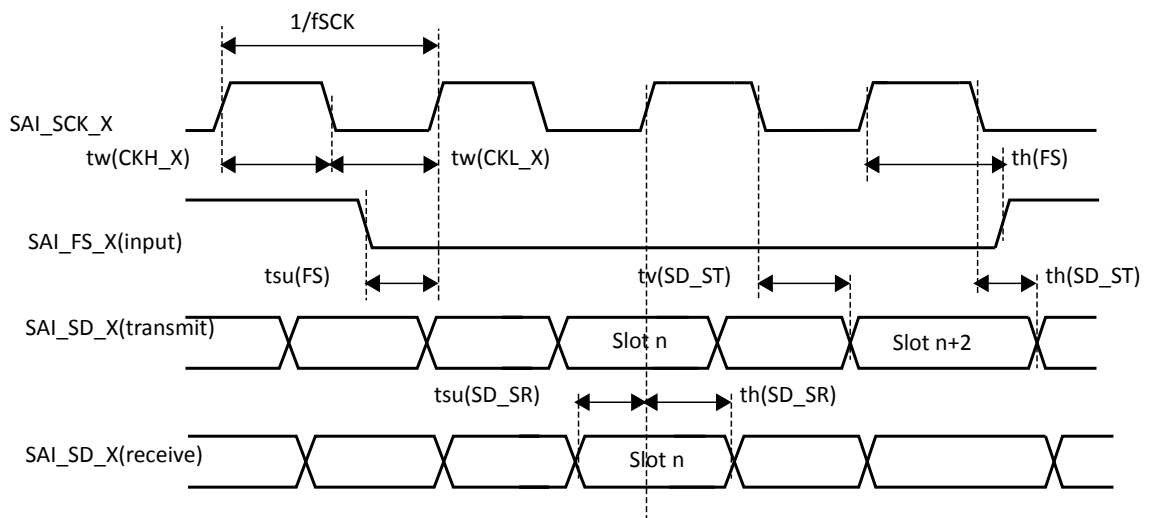 1/fSCK
SAI_SCK_X
tw(CKH_X)
tw(CKL_X)
th(FS)
SAI_FS_X(input)
tsu(FS)
tv(SD_ST)
th(SD_ST)
SAI_SD_X(transmit)
Slot n
Slot n+2
tsu(SD_SR)
th(SD_SR)
SAI_SD_X(receive)
Slot n